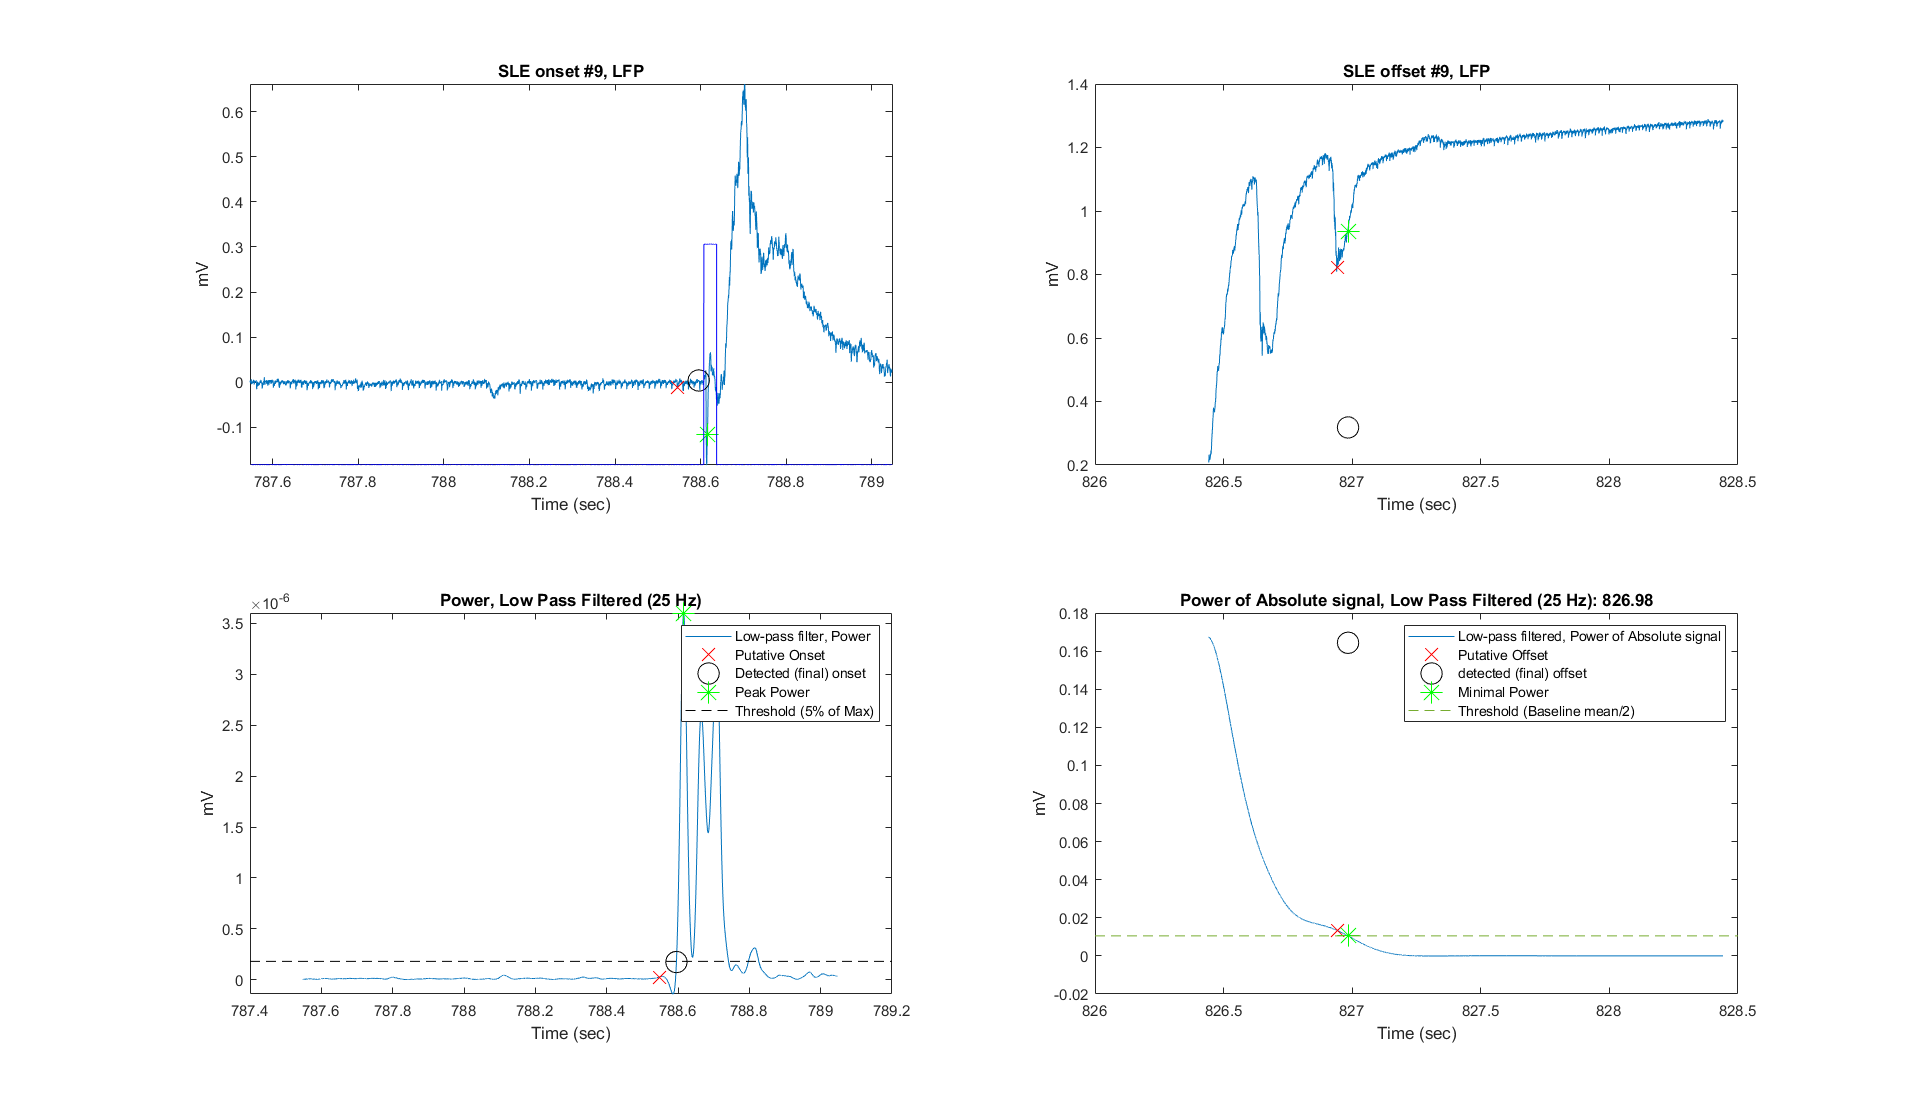 SLE onset #9, LFP
0.6
0.5
0.4
0.3
0.2
0.1
0
-0.1
mV
787.6 787.8 788 788.2 788.4 788.6 788.8 789
Time (sec)
SLE offset #9, LFP
1.4
1.2
1
0.8
0.6
0.4
0.2
mV
826 826.5 827 827.5 828 828.5
Time (sec)
Power, Low Pass Filtered (25 Hz)
×10-6
3.5
3
2.5
2
1.5
1
0.5
0
mV
Low-pass filter, Power
Putative Onset
Detected (final) onset
Peak Power
Threshold (5% of Max)
787.4 787.6 787.8 788 788.2 788.4 788.6 788.8 789 789.2
Time (sec)
Power of Absolute signal, Low Pass Filtered (25 Hz): 826.98
0.18
0.16
0.14
0.12
0.1
0.08
0.06
0.04
0.02
0
-0.02
mV
Low-pass filtered, Power of Absolute signal
Putative Offset
detected (final) offset
Minimal Power
Threshold (Baseline mean/2)
826 826.5 827 827.5 828 828.5
Time (sec)